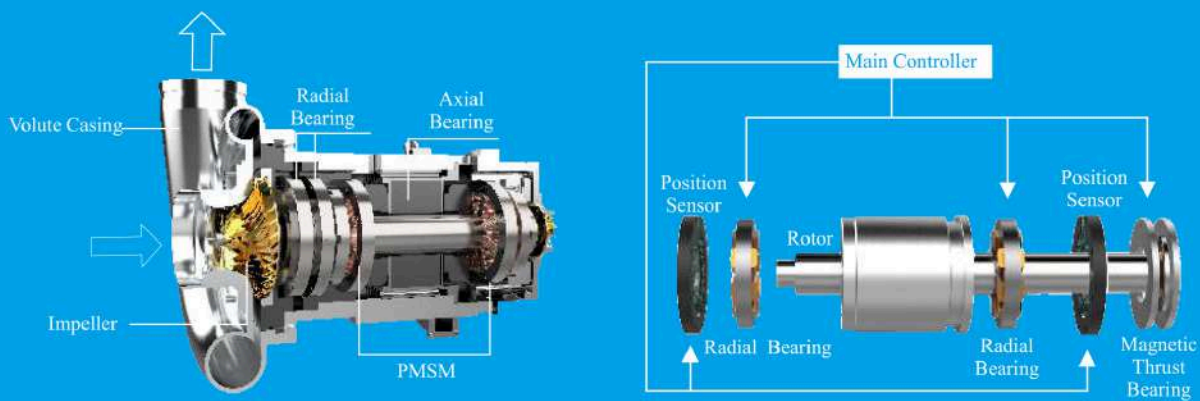 Volute Casing
Radial
Bearing
Axial
Bearing
Impeller
PMSM
Main Controller
Position
Sensor
Rotor
Position
Sensor
Radial Bearing
Radial
Bearing
Magnetic
Thrust
Bearing